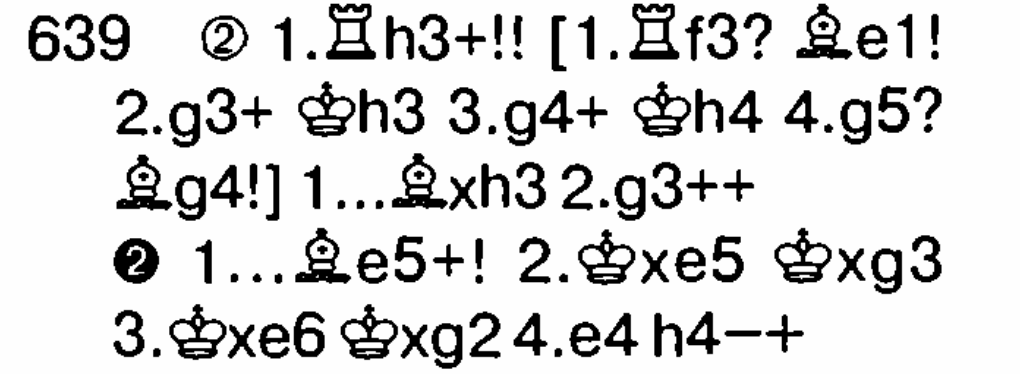 639 ② 1.♖h3+!! [1.♖f3? ♗e1!
2.g3+ ♔h3 3.g4+ ♔h4 4.g5?
♗g4!] 1...♗xh3 2.g3++
❷ 1...♗e5+! 2.♔xe5 ♔xg3
3.♔xe6 ♔xg2 4.e4 h4−+